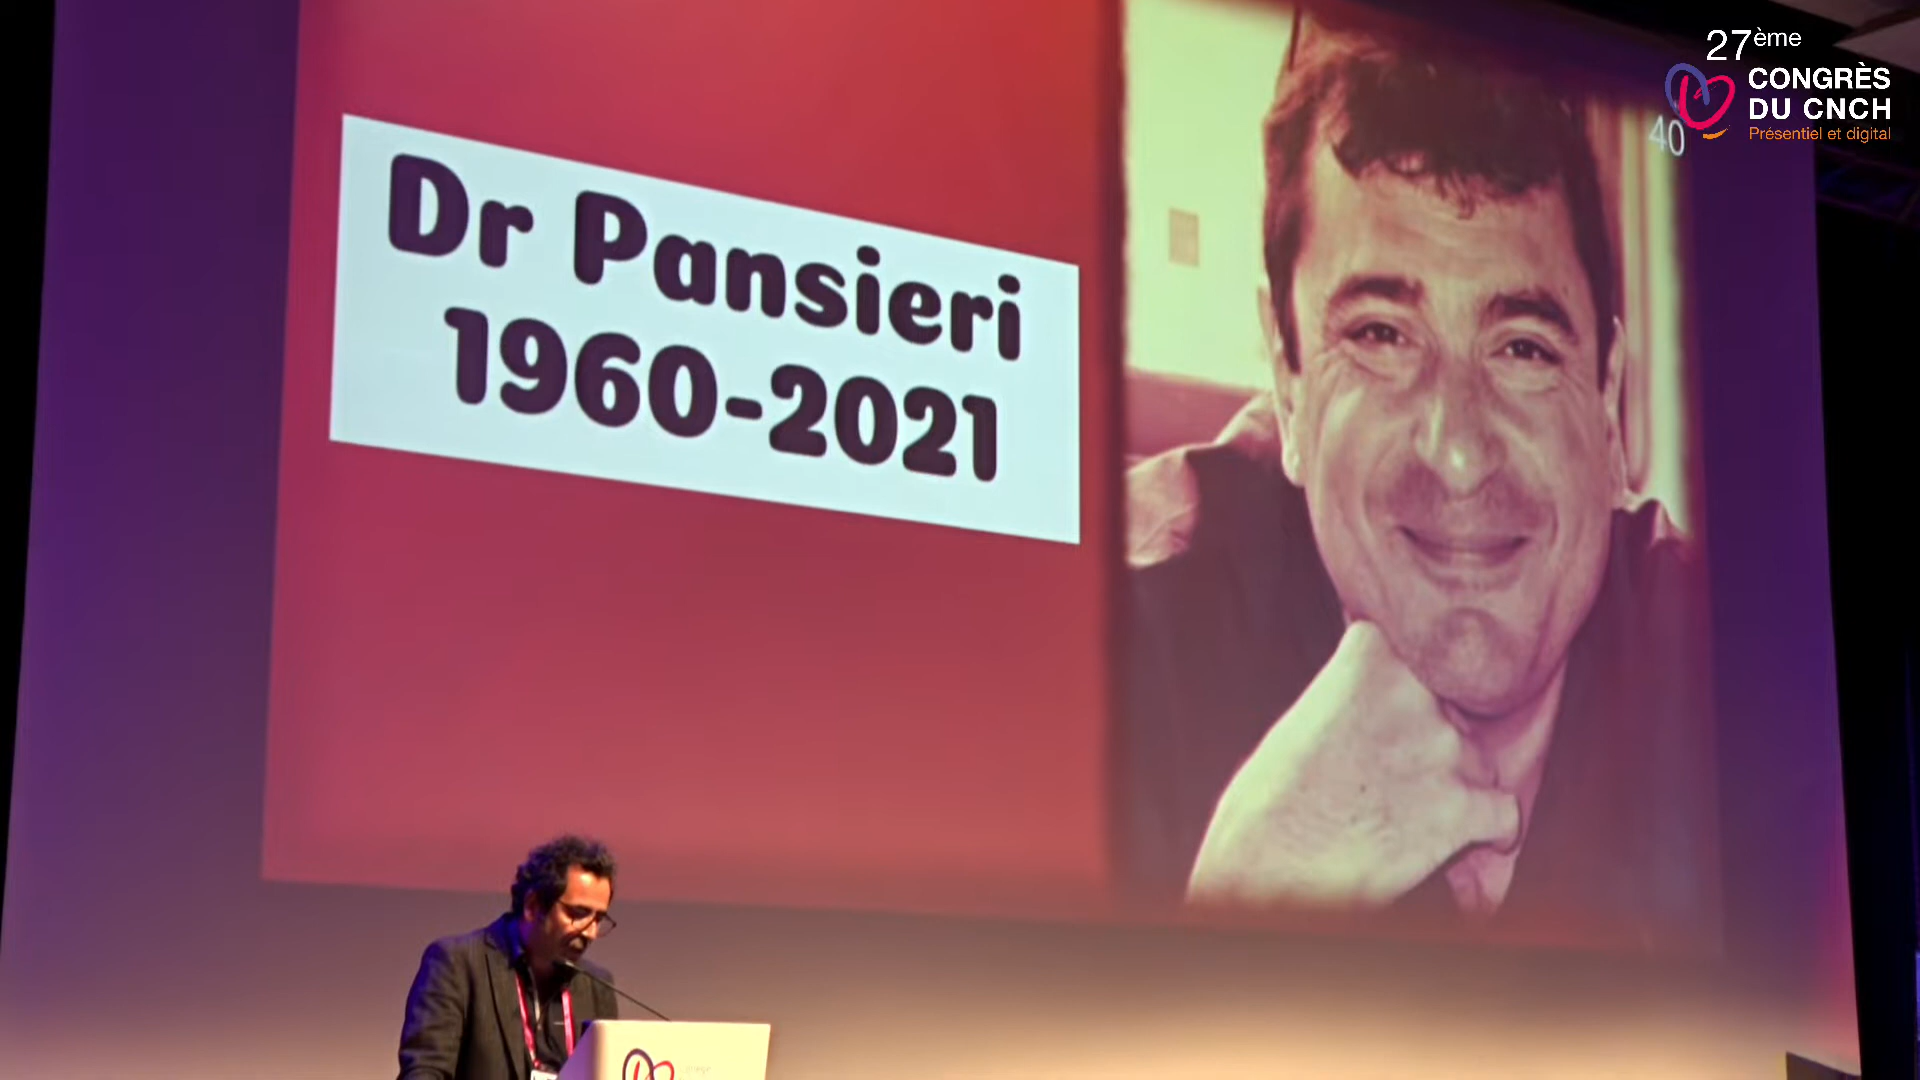 Dr Pansieri
1960-2021
27ème
CONGRÈS
DU CNCH
Présentiel et digital
40